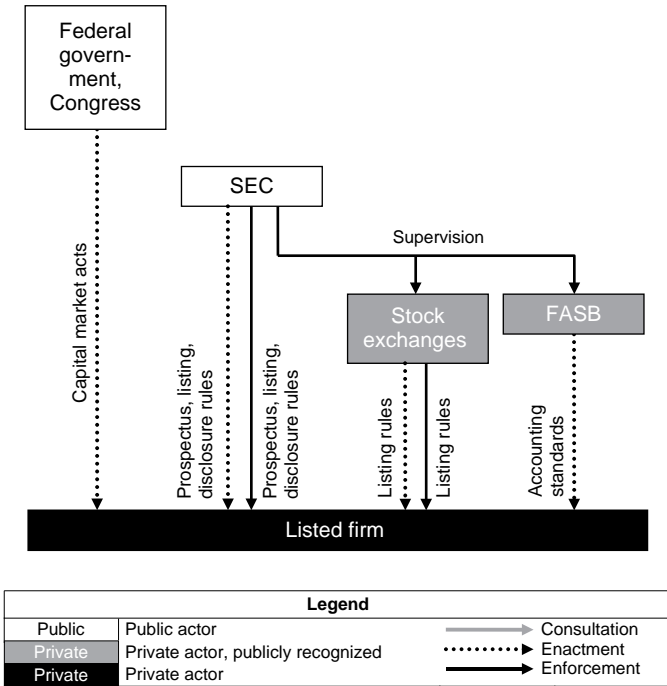 Federal
govern-
ment,
Congress
SEC
Supervision
Stock
exchanges
FASB
Capital market acts
Prospectus, listing,
disclosure rules
Prospectus, listing,
disclosure rules
Listing rules
Listing rules
Accounting
standards
Listed firm
Legend
Public Public actor Consultation
Private Private actor, publicly recognized Enactment
Private Private actor Enforcement